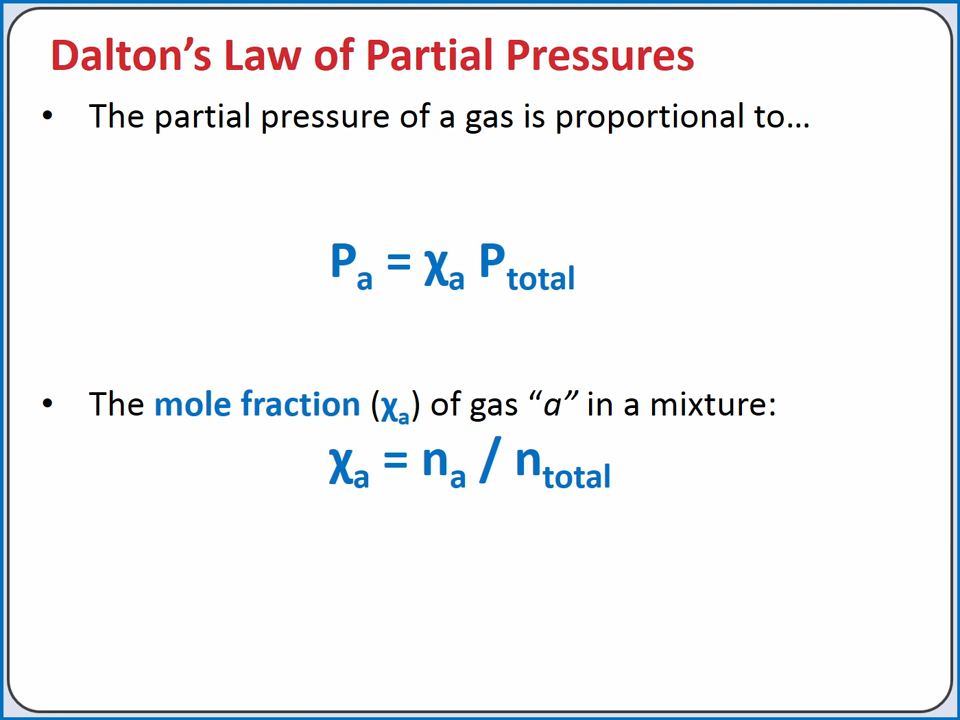 Dalton’s Law of Partial Pressures
• The partial pressure of a gas is proportional to…
Pₐ = χₐ Pₜₒₜₐₗ
• The mole fraction (χₐ) of gas “a” in a mixture:
χₐ = nₐ / nₜₒₜₐₗ